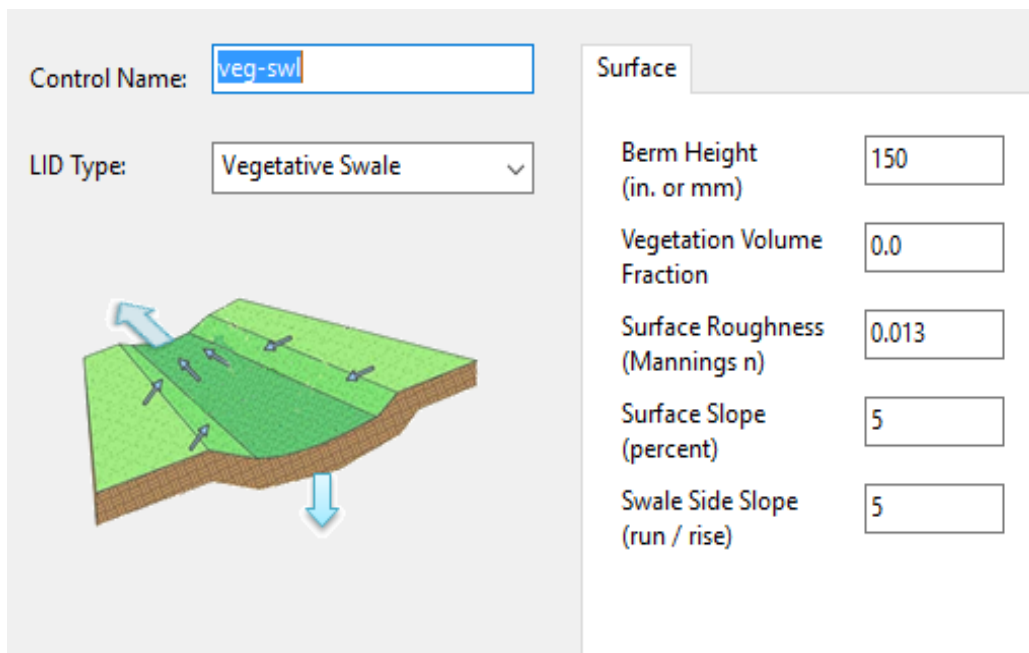 Control Name: veg-swl
LID Type: Vegetative Swale
Surface
Berm Height
(in. or mm) 150
Vegetation Volume
Fraction 0.0
Surface Roughness
(Mannings n) 0.013
Surface Slope
(percent) 5
Swale Side Slope
(run / rise) 5